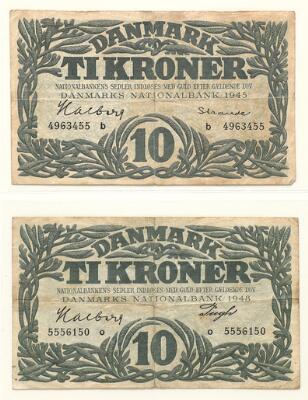 DANMARK
TI KRONER
NATIONALBANKENS SEDLER INDLØSES MED GULD EFTER GÆLDENDE LOV
DANMARKS NATIONALBANK 1945
Halberg
4963455 b b 4963455
10
DANMARK
TI KRONER
NATIONALBANKENS SEDLER INDLØSES MED GULD EFTER GÆLDENDE LOV
DANMARKS NATIONALBANK 1948
Halberg
5556150 o o 5556150
10